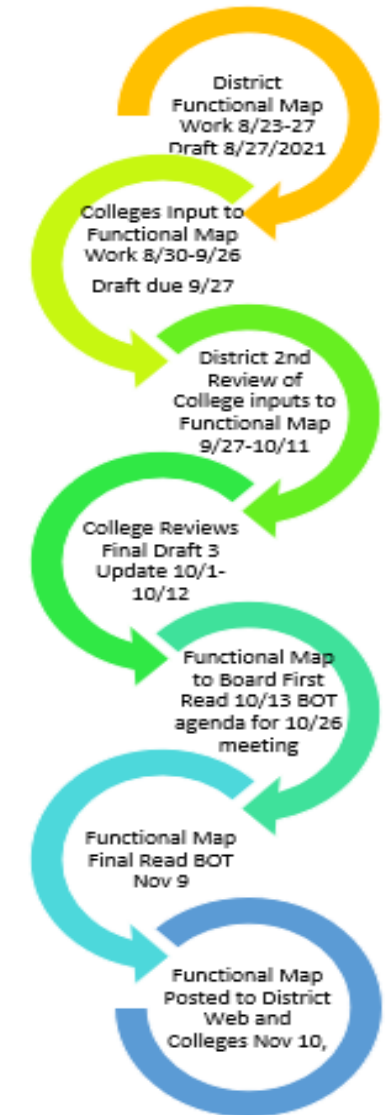 District
Functional Map
Work 8/23-27
Draft 8/27/2021
Colleges Input to
Functional Map
Work 8/30-9/26
Draft due 9/27
District 2nd
Review of
College inputs to
Functional Map
9/27-10/11
College Reviews
Final Draft 3
Update 10/1-
10/12
Functional Map
to Board First
Read 10/13 BOT
agenda for 10/26
meeting
Functional Map
Final Read BOT
Nov 9
Functional Map
Posted to District
Web and
Colleges Nov 10,